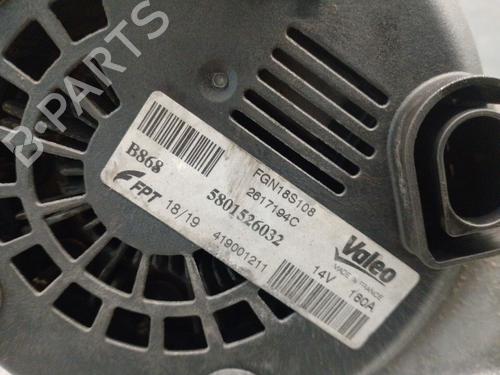 B-PARTS
B868
FPT 18/19
5801526032
419001211
FGN18S108
2617194C
Valeo
MADE IN FRANCE
14V 180A